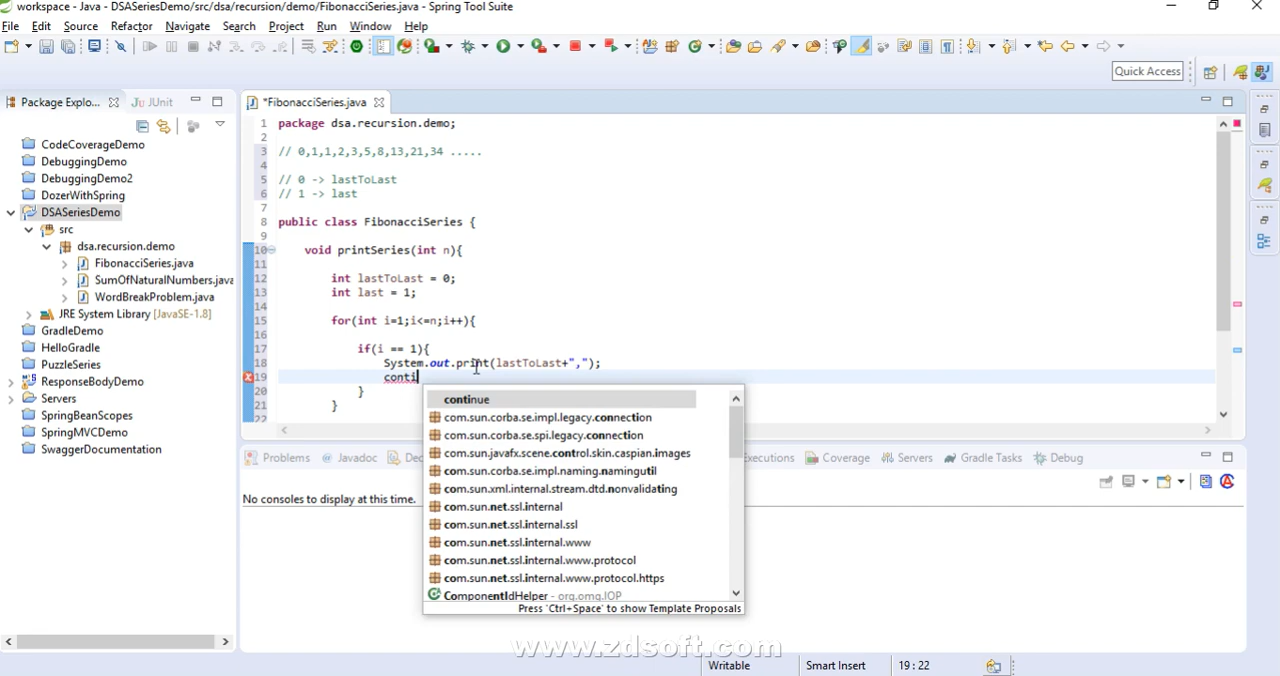 workspace - Java - DSASeriesDemo/src/dsa/recursion/demo/FibonacciSeries.java - Spring Tool Suite
File Edit Source Refactor Navigate Search Project Run Window Help
Quick Access
Package Explo... JUnit
*FibonacciSeries.java
CodeCoverageDemo
DebuggingDemo
DebuggingDemo2
DozerWithSpring
DSASeriesDemo
src
dsa.recursion.demo
FibonacciSeries.java
SumOfNaturalNumbers.java
WordBreakProblem.java
JRE System Library [JavaSE-1.8]
GradleDemo
HelloGradle
PuzzleSeries
ResponseBodyDemo
Servers
SpringBeanScopes
SpringMVCDemo
SwaggerDocumentation
1 package dsa.recursion.demo;
2
3 // 0,1,1,2,3,5,8,13,21,34 .....
4
5 // 0 -> lastToLast
6 // 1 -> last
7
8 public class FibonacciSeries {
9
10 void printSeries(int n){
11
12 int lastToLast = 0;
13 int last = 1;
14
15 for(int i=1;i<=n;i++){
16
17 if(i == 1){
18 System.out.print(lastToLast+",");
19 conti
20 }
21 }
22
continue
com.sun.corba.se.impl.legacy.connection
com.sun.corba.se.spi.legacy.connection
com.sun.javafx.scene.control.skin.caspian.images
com.sun.corba.se.impl.naming.namingutil
com.sun.xml.internal.stream.dtd.nonvalidating
com.sun.net.ssl.internal
com.sun.net.ssl.internal.ssl
com.sun.net.ssl.internal.www
com.sun.net.ssl.internal.www.protocol
com.sun.net.ssl.internal.www.protocol.https
ComponentIdHelper - org.omg.IOP
Press 'Ctrl+Space' to show Template Proposals
Problems Javadoc Dec xecutions Coverage Servers Gradle Tasks Debug
No consoles to display at this time.
www.zdsoft.com
Writable Smart Insert 19 : 22